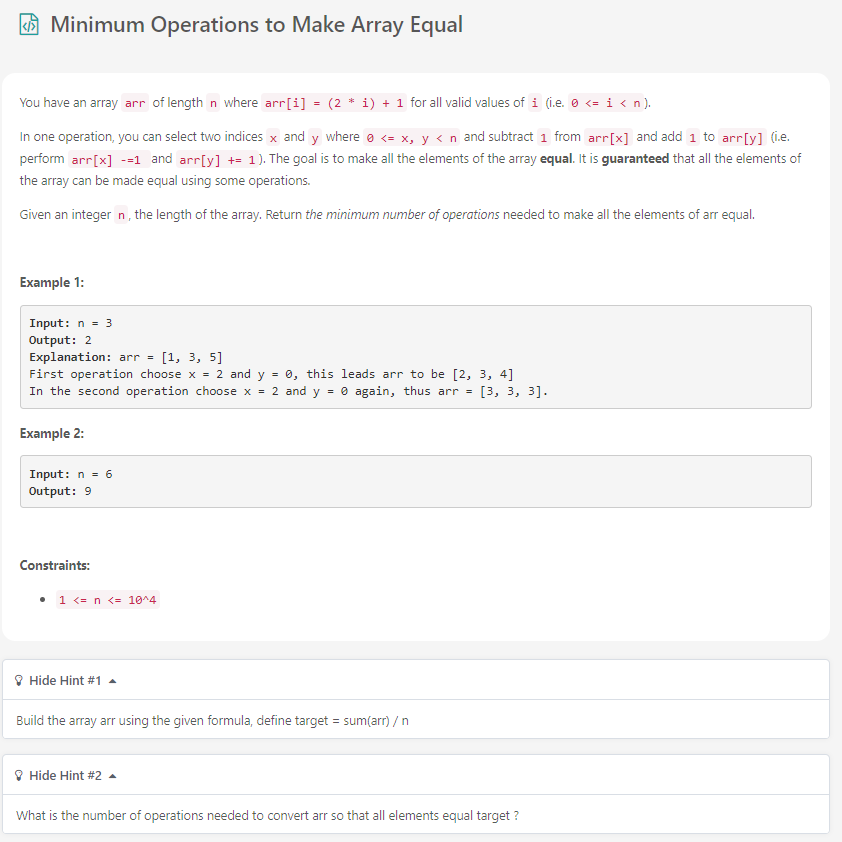 Minimum Operations to Make Array Equal
You have an array arr of length n where arr[i] = (2 * i) + 1 for all valid values of i (i.e. 0 <= i < n).
In one operation, you can select two indices x and y where 0 <= x, y < n and subtract 1 from arr[x] and add 1 to arr[y] (i.e.
perform arr[x] -=1 and arr[y] += 1). The goal is to make all the elements of the array equal. It is guaranteed that all the elements of
the array can be made equal using some operations.
Given an integer n, the length of the array. Return the minimum number of operations needed to make all the elements of arr equal.
Example 1:
Input: n = 3
Output: 2
Explanation: arr = [1, 3, 5]
First operation choose x = 2 and y = 0, this leads arr to be [2, 3, 4]
In the second operation choose x = 2 and y = 0 again, thus arr = [3, 3, 3].
Example 2:
Input: n = 6
Output: 9
Constraints:
• 1 <= n <= 10^4
Hide Hint #1
Build the array arr using the given formula, define target = sum(arr) / n
Hide Hint #2
What is the number of operations needed to convert arr so that all elements equal target ?